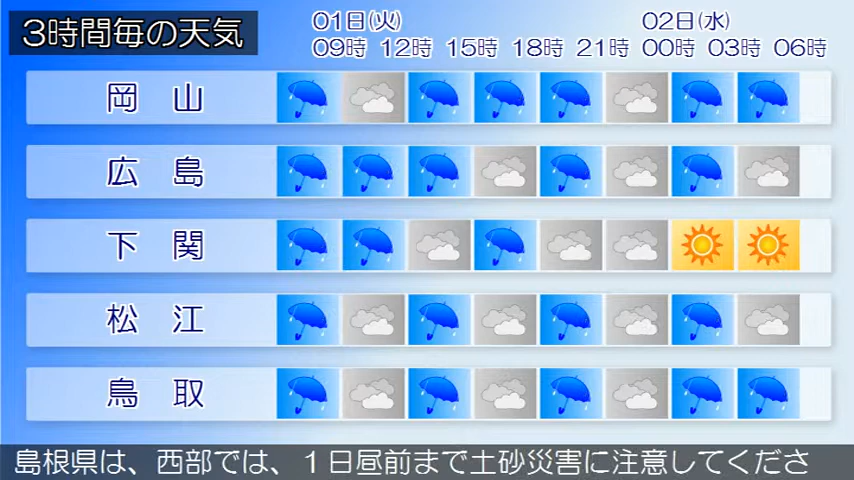 3時間毎の天気
01日(火) 02日(水)
09時 12時 15時 18時 21時 00時 03時 06時
岡山
広島
下関
松江
鳥取
島根県は、西部では、１日昼前まで土砂災害に注意してくださ